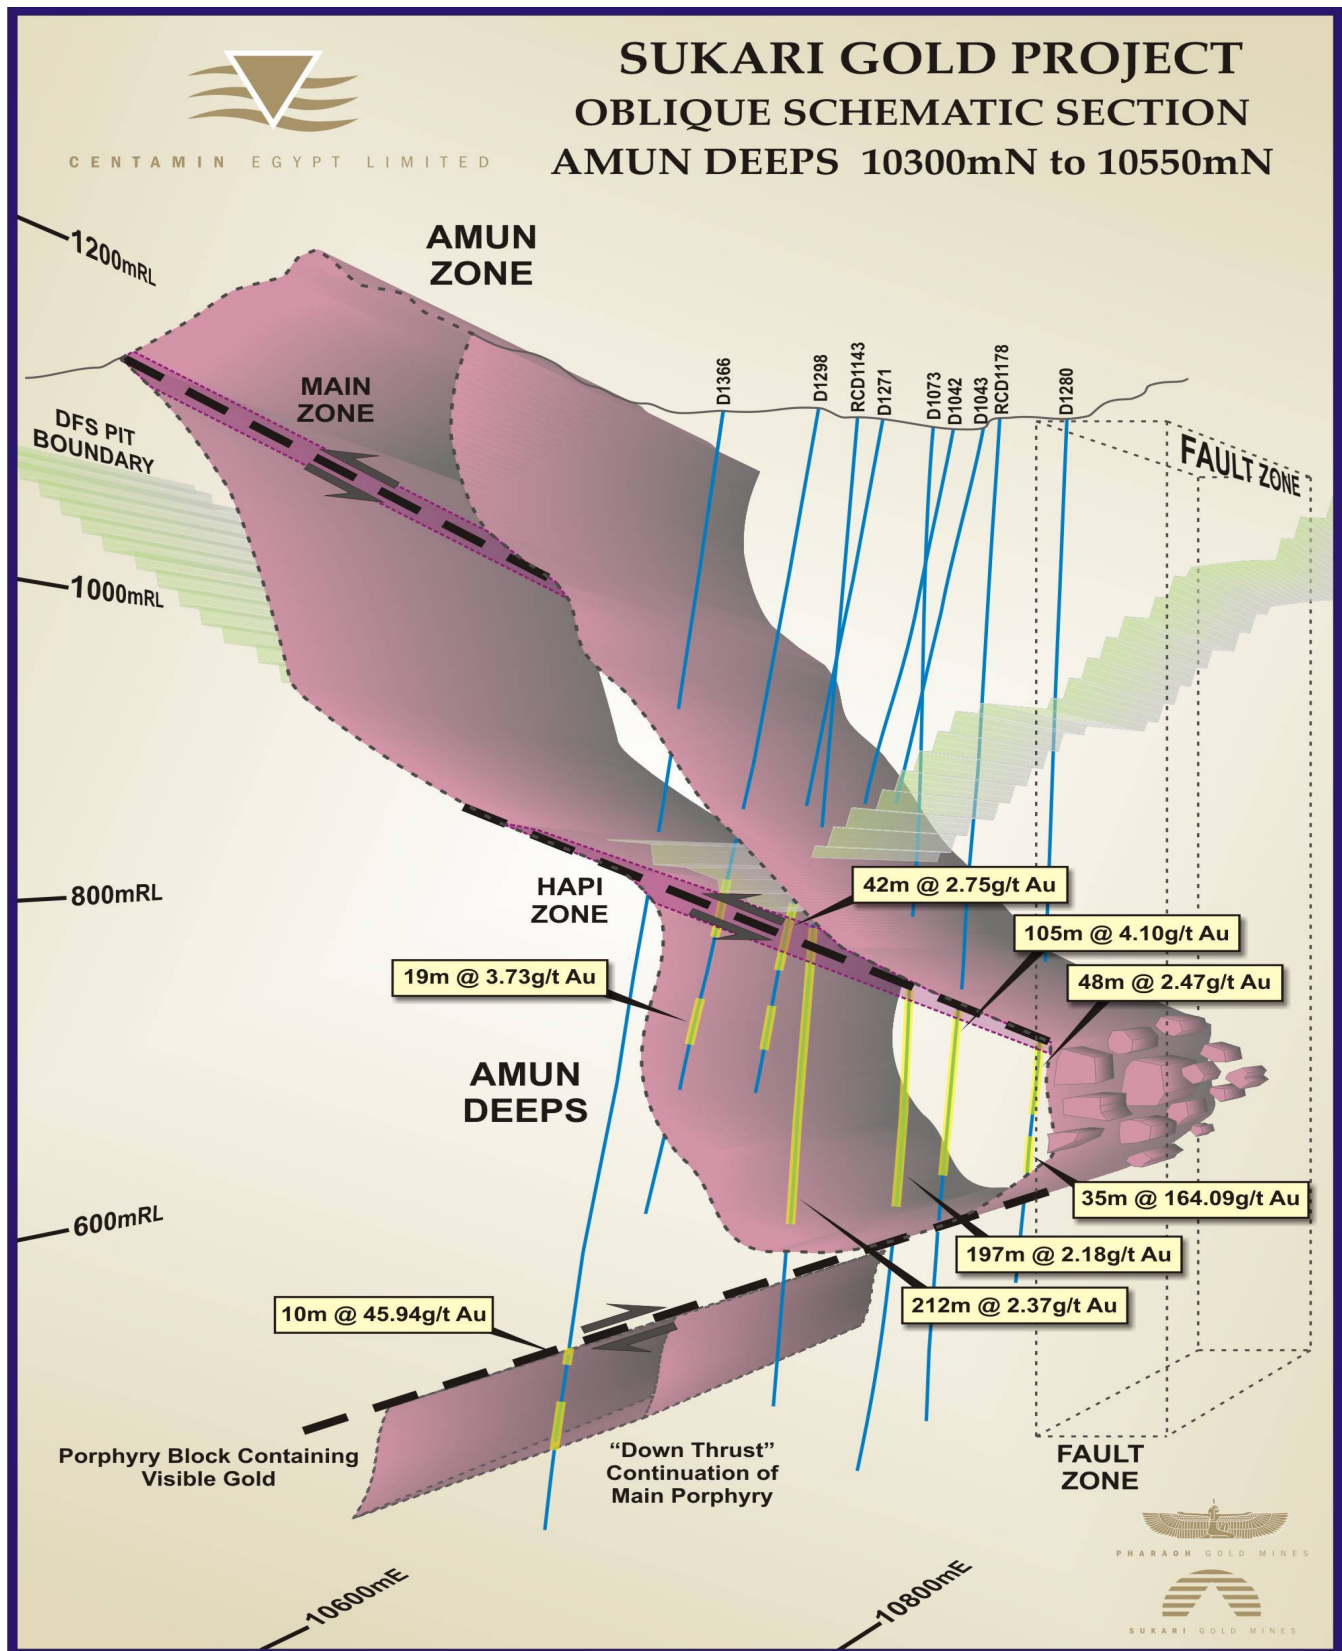 SUKARI GOLD PROJECT
OBLIQUE SCHEMATIC SECTION
AMUN DEEPS 10300mN to 10550mN
CENTAMIN EGYPT LIMITED
1200mRL
AMUN
ZONE
MAIN
ZONE
D1366
D1298
RCD1143
D1271
D1073
D1042
D1043
RCD1178
D1280
DFS PIT
BOUNDARY
FAULT ZONE
1000mRL
800mRL
HAPI
ZONE
42m @ 2.75g/t Au
105m @ 4.10g/t Au
19m @ 3.73g/t Au
48m @ 2.47g/t Au
AMUN
DEEPS
600mRL
35m @ 164.09g/t Au
197m @ 2.18g/t Au
10m @ 45.94g/t Au
212m @ 2.37g/t Au
Porphyry Block Containing
Visible Gold
“Down Thrust”
Continuation of
Main Porphyry
FAULT
ZONE
PHARAOH GOLD MINES
10600mE
10800mE
SUKARI GOLD MINES